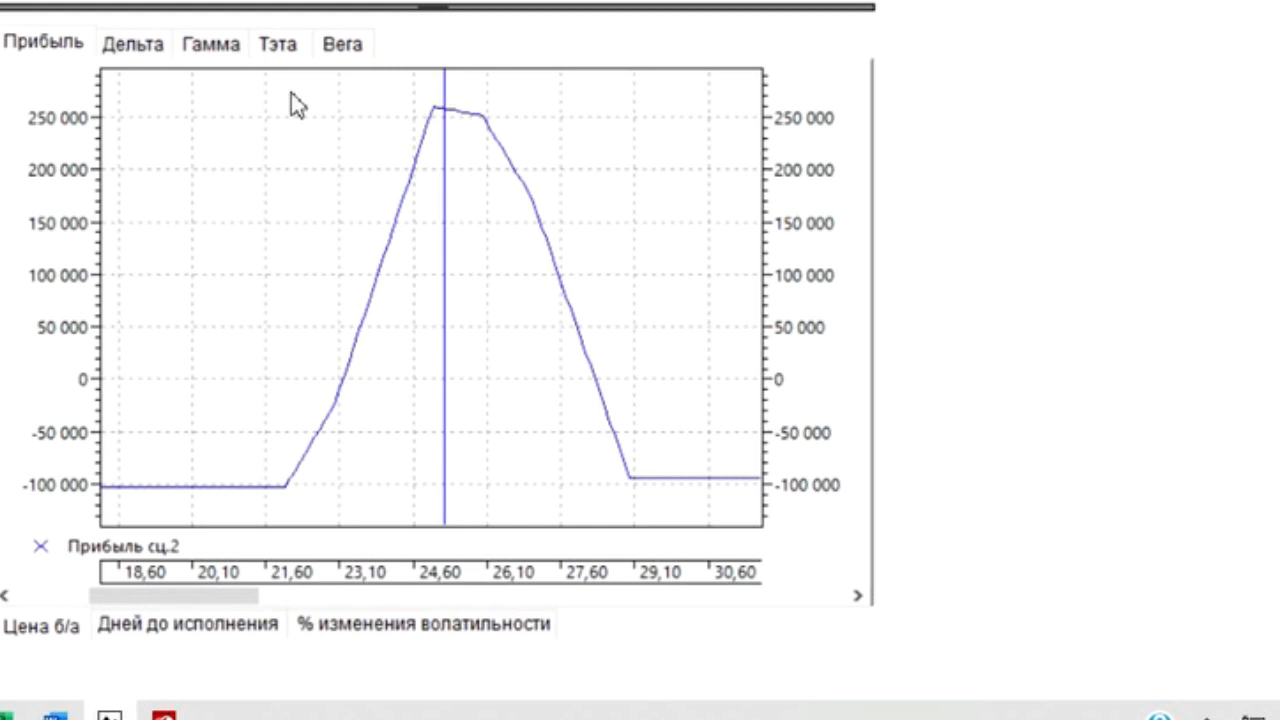 Прибыль Дельта Гамма Тэта Вега
250 000 250 000
200 000 200 000
150 000 150 000
100 000 100 000
50 000 50 000
0 0
-50 000 -50 000
-100 000 -100 000
Прибыль сц.2
18,60 20,10 21,60 23,10 24,60 26,10 27,60 29,10 30,60
Цена б/а Дней до исполнения % изменения волатильности